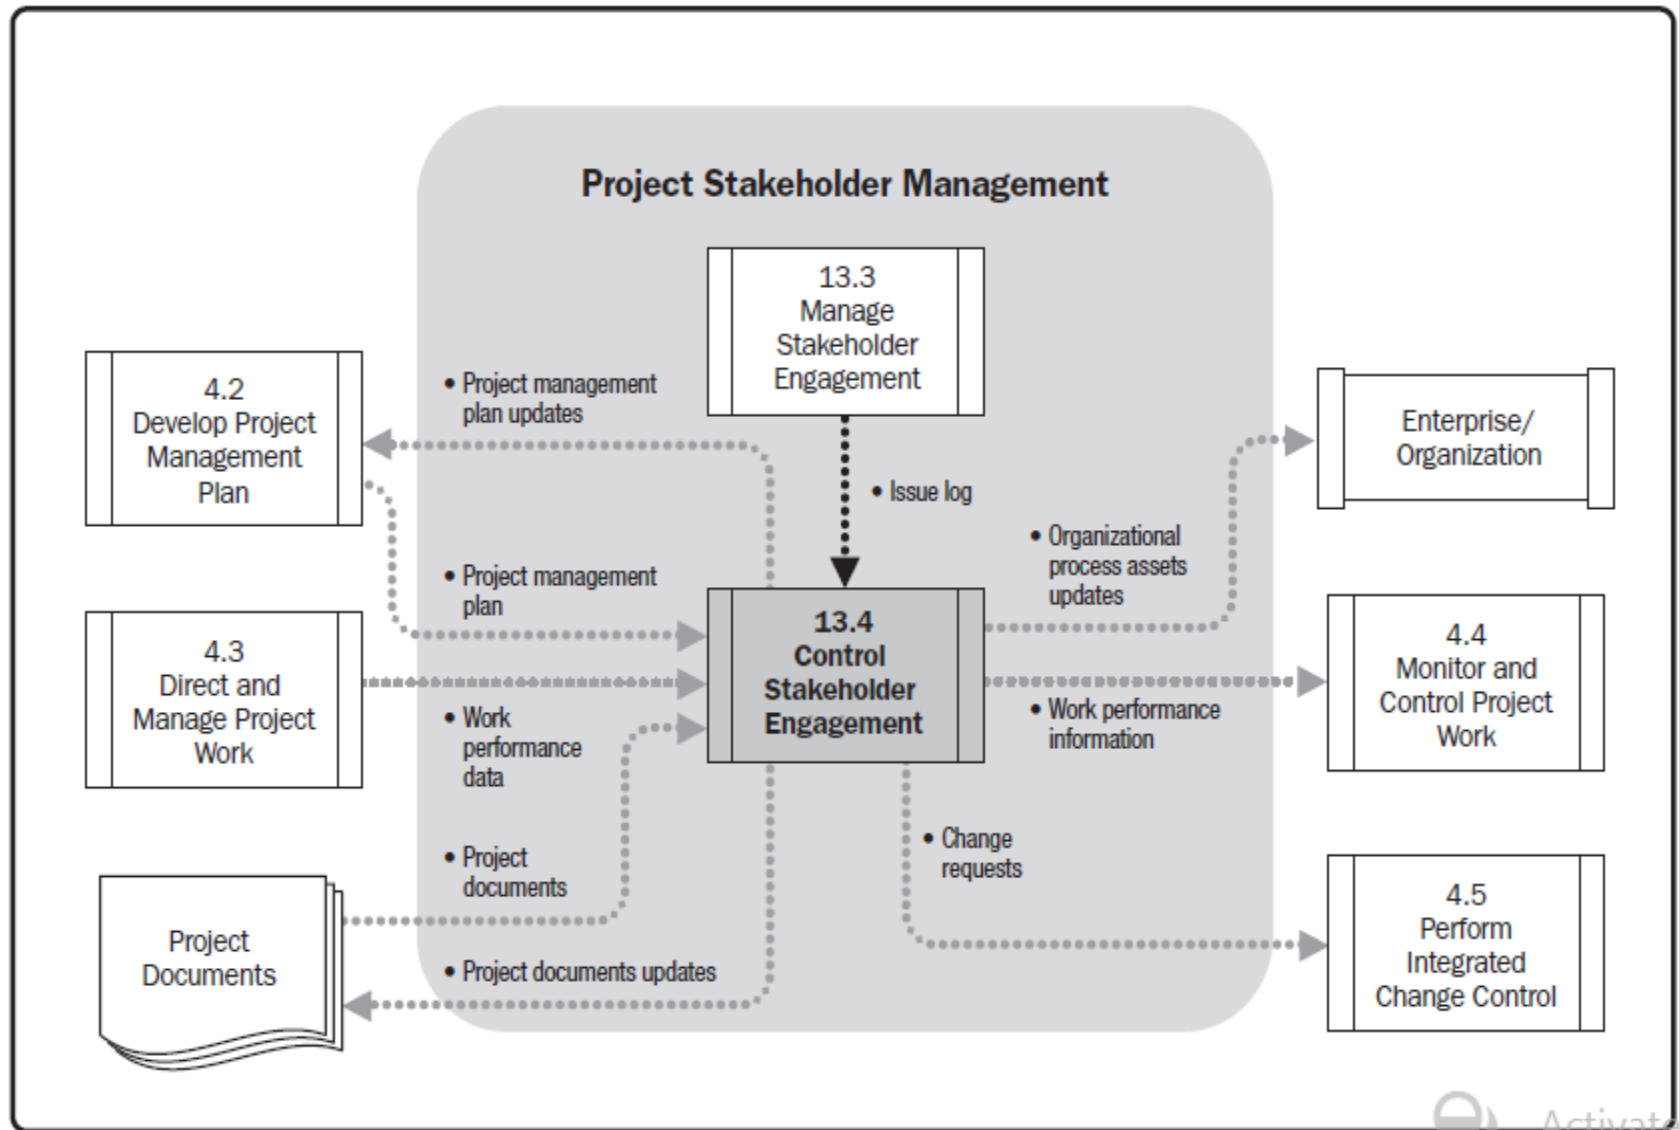 Project Stakeholder Management
13.3
Manage
Stakeholder
Engagement
4.2
Develop Project
Management
Plan
• Project management
plan updates
• Issue log
Enterprise/
Organization
• Organizational
process assets
updates
• Project management
plan
4.3
Direct and
Manage Project
Work
13.4
Control
Stakeholder
Engagement
4.4
Monitor and
Control Project
Work
• Work
performance
data
• Work performance
information
• Change
requests
• Project
documents
4.5
Perform
Integrated
Change Control
Project
Documents
• Project documents updates
Activate